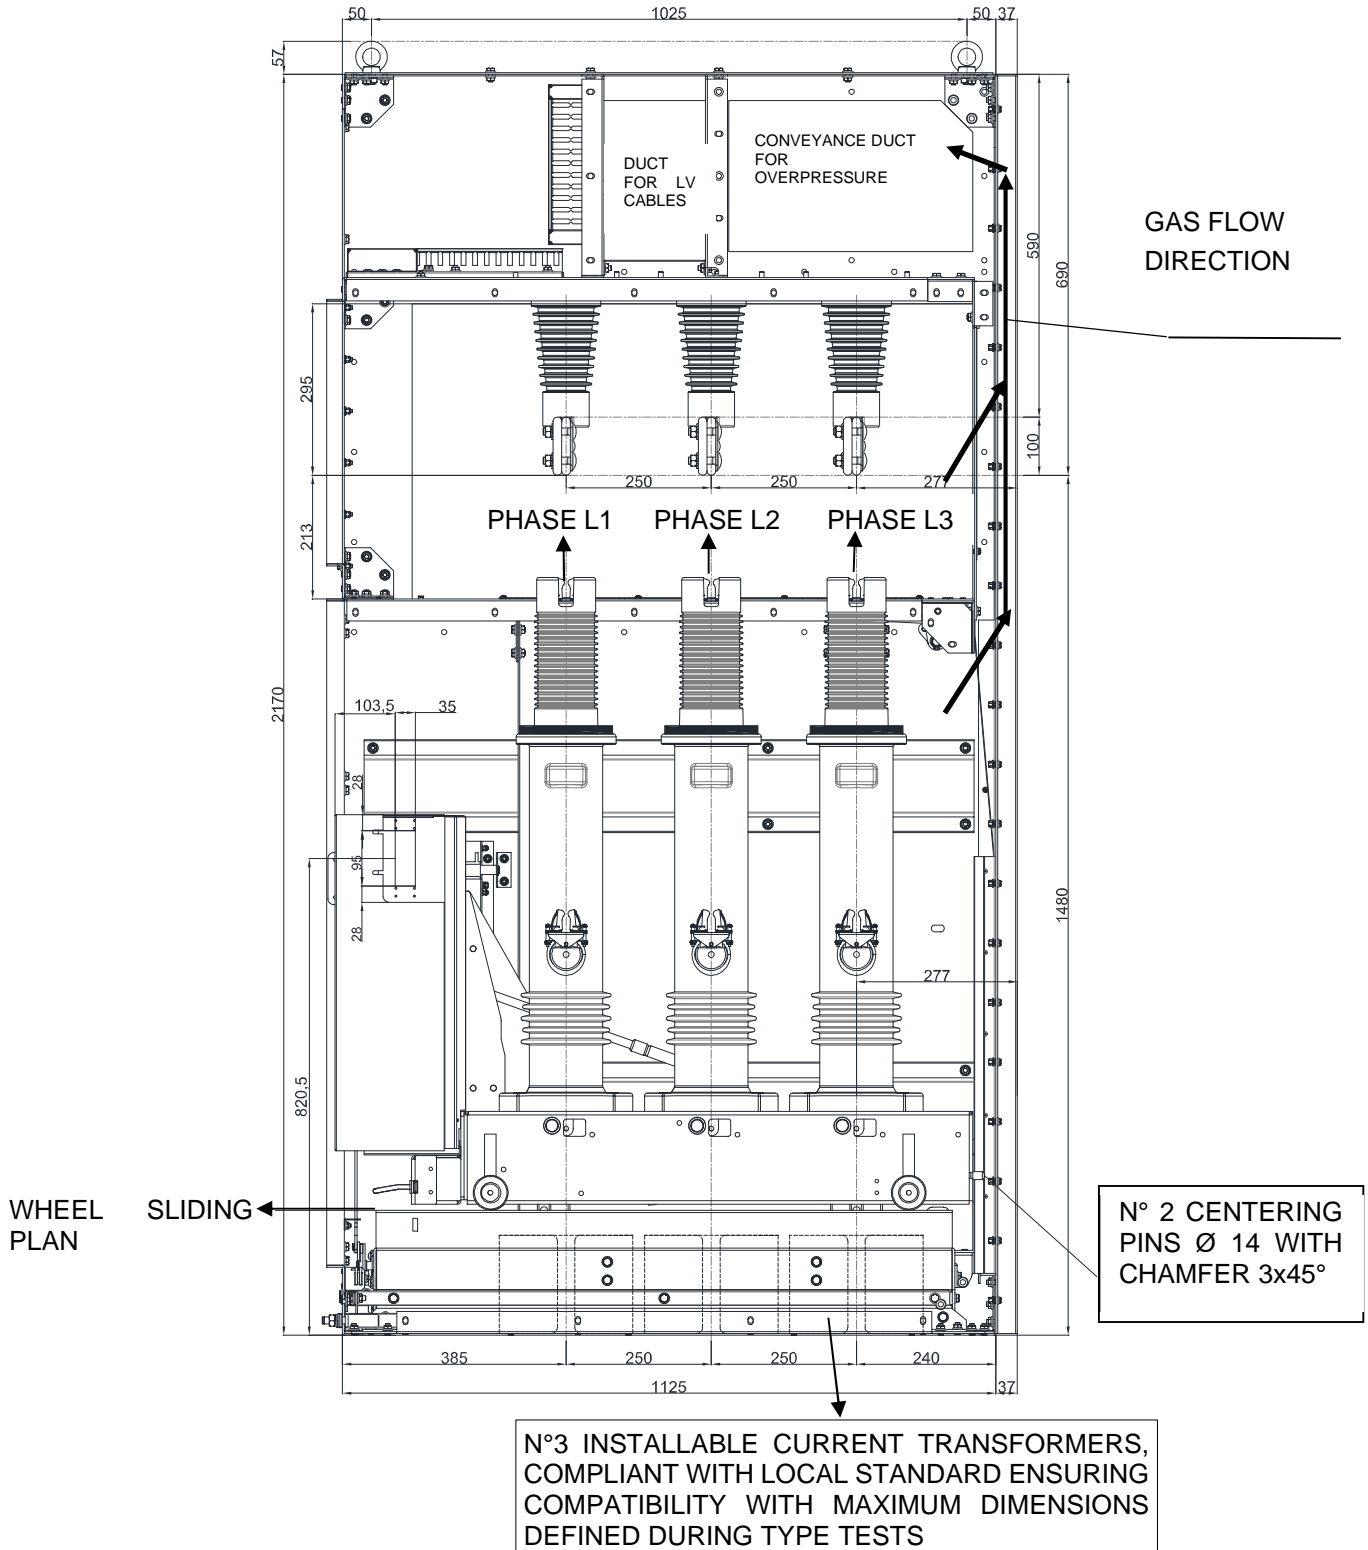 50
1025
50
37
57
DUCT
FOR LV
CABLES
CONVEYANCE DUCT
FOR
OVERPRESSURE
GAS FLOW
DIRECTION
590
690
295
100
250
250
277
213
PHASE L1
PHASE L2
PHASE L3
2170
103,5
35
28
95
28
1480
277
820,5
WHEEL SLIDING
PLAN
N° 2 CENTERING
PINS Ø 14 WITH
CHAMFER 3x45°
385
250
250
240
1125
37
N°3 INSTALLABLE CURRENT TRANSFORMERS,
COMPLIANT WITH LOCAL STANDARD ENSURING
COMPATIBILITY WITH MAXIMUM DIMENSIONS
DEFINED DURING TYPE TESTS